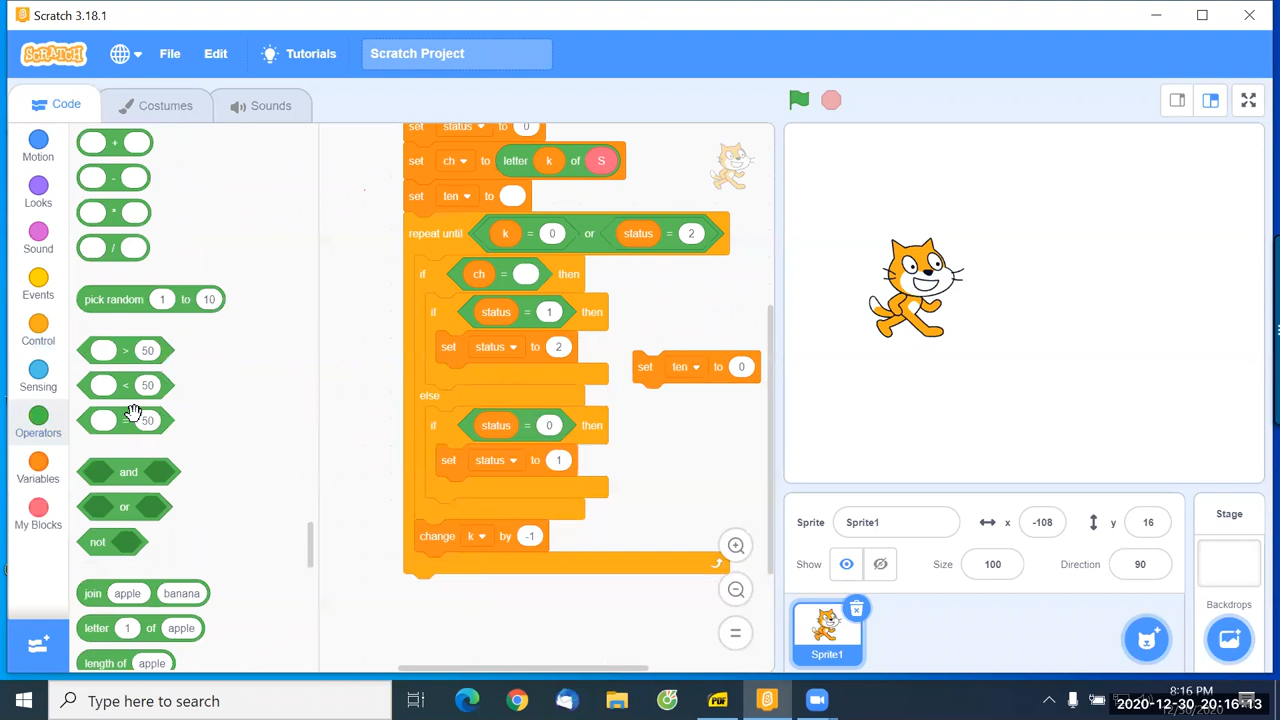 Scratch 3.18.1
SCRATCH
File
Edit
Tutorials
Scratch Project
Code
Costumes
Sounds
Motion
Looks
Sound
Events
Control
Sensing
Operators
Variables
My Blocks
+
-
*
/
pick random 1 to 10
> 50
< 50
= 50
and
or
not
join apple banana
letter 1 of apple
length of apple
set status to 0
set ch to letter k of S
set ten to
repeat until k = 0 or status = 2
if ch = then
if status = 1 then
set status to 2
set ten to 0
else
if status = 0 then
set status to 1
change k by -1
Sprite
Sprite1
x
-108
y
16
Show
Size
100
Direction
90
Sprite1
Stage
Backdrops
Type here to search
PDF
8:16 PM
2020-12-30 20:16:13